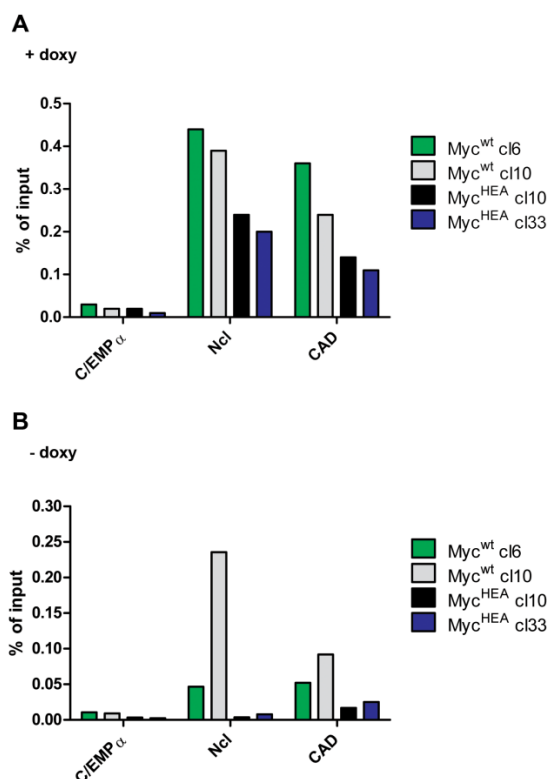 A
+ doxy
% of input
0.5
0.4
0.3
0.2
0.1
0.0
C/EMPα
Ncl
CAD
Myc^wt cl6
Myc^wt cl10
Myc^HEA cl10
Myc^HEA cl33
B
- doxy
% of input
0.30
0.25
0.20
0.15
0.10
0.05
0.00
C/EMPα
Ncl
CAD
Myc^wt cl6
Myc^wt cl10
Myc^HEA cl10
Myc^HEA cl33